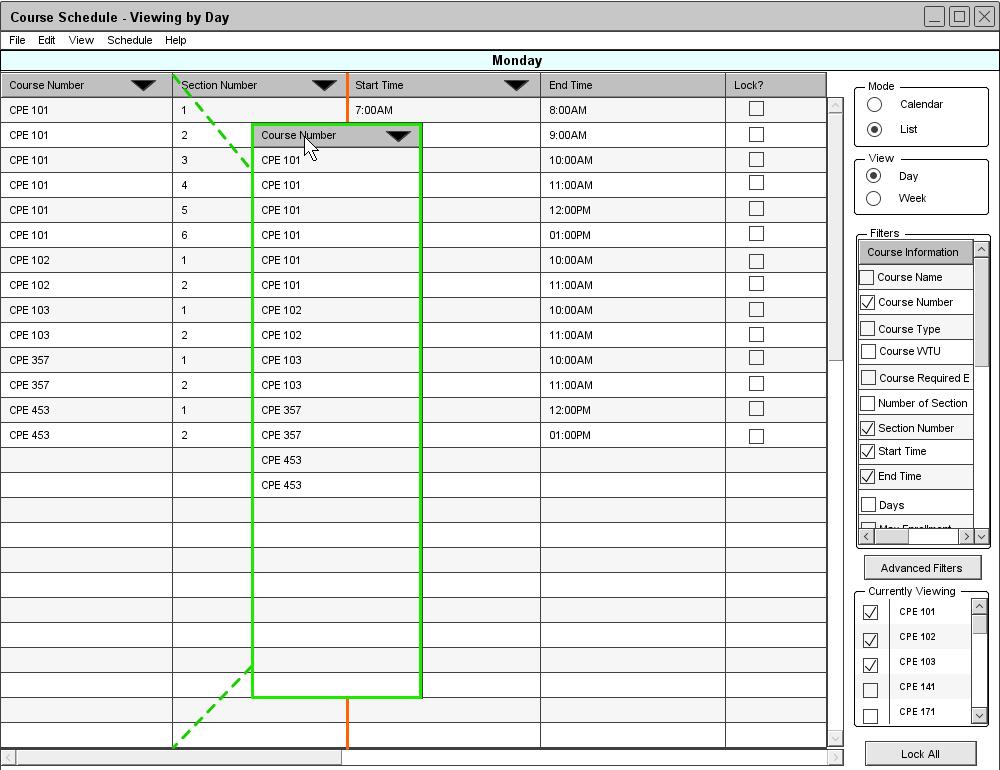 Course Schedule - Viewing by Day
File Edit View Schedule Help
Monday
Course Number Section Number Start Time End Time Lock?
CPE 101 1 7:00AM 8:00AM
CPE 101 2 Course Number 9:00AM
CPE 101 3 CPE 101 10:00AM
CPE 101 4 CPE 101 11:00AM
CPE 101 5 CPE 101 12:00PM
CPE 101 6 CPE 101 01:00PM
CPE 102 1 CPE 101 10:00AM
CPE 102 2 CPE 101 11:00AM
CPE 103 1 CPE 102 10:00AM
CPE 103 2 CPE 102 11:00AM
CPE 357 1 CPE 103 10:00AM
CPE 357 2 CPE 103 11:00AM
CPE 453 1 CPE 357 12:00PM
CPE 453 2 CPE 357 01:00PM
CPE 453
CPE 453
Mode
Calendar
List
View
Day
Week
Filters
Course Information
Course Name
Course Number
Course Type
Course WTU
Course Required E
Number of Section
Section Number
Start Time
End Time
Days
Max Enrollment
Advanced Filters
Currently Viewing
CPE 101
CPE 102
CPE 103
CPE 141
CPE 171
Lock All